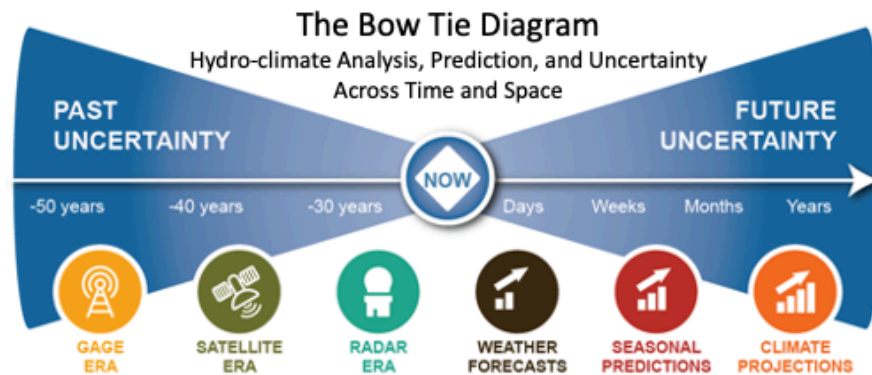 The Bow Tie Diagram
Hydro-climate Analysis, Prediction, and Uncertainty
Across Time and Space
PAST
UNCERTAINTY
FUTURE
UNCERTAINTY
NOW
-50 years
-40 years
-30 years
Days
Weeks
Months
Years
GAGE
ERA
SATELLITE
ERA
RADAR
ERA
WEATHER
FORECASTS
SEASONAL
PREDICTIONS
CLIMATE
PROJECTIONS